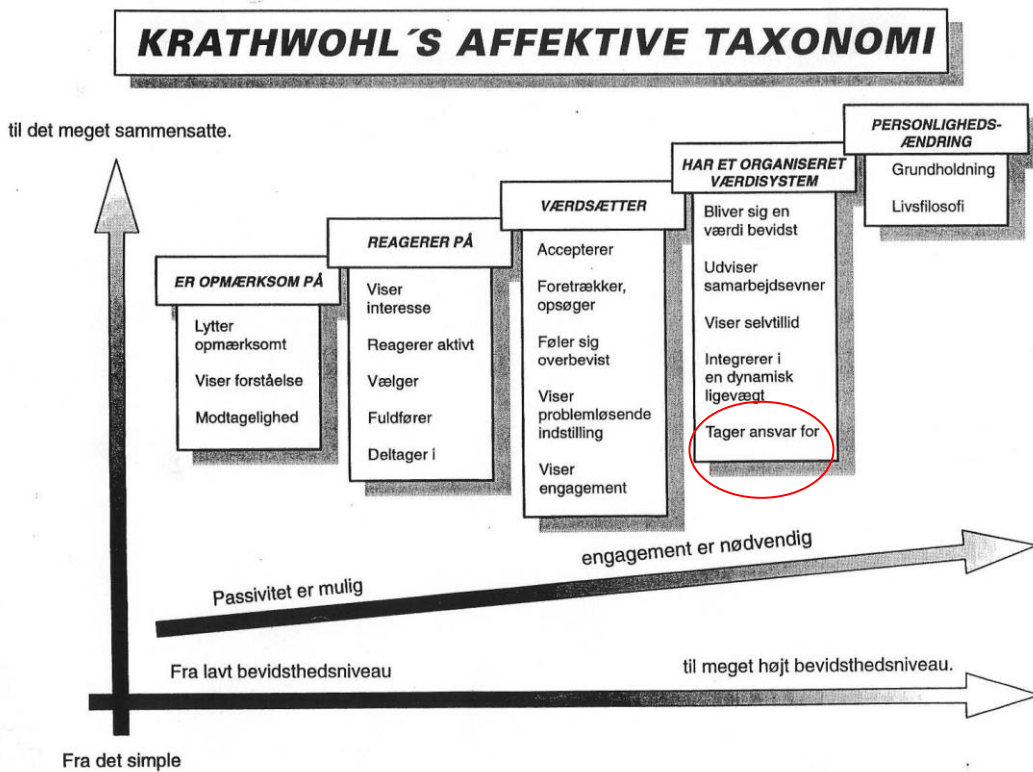 KRATHWOHL´S AFFEKTIVE TAXONOMI
til det meget sammensatte.
ER OPMÆRKSOM PÅ
Lytter
opmærksomt
Viser forståelse
Modtagelighed
REAGERER PÅ
Viser
interesse
Reagerer aktivt
Vælger
Fuldfører
Deltager i
VÆRDSÆTTER
Accepterer
Foretrækker,
opsøger
Føler sig
overbevist
Viser
problemløsende
indstilling
Viser
engagement
HAR ET ORGANISERET
VÆRDISYSTEM
Bliver sig en
værdi bevidst
Udviser
samarbejdsevner
Viser selvtillid
Integrerer i
en dynamisk
ligevægt
Tager ansvar for
PERSONLIGHEDS-
ÆNDRING
Grundholdning
Livsfilosofi
Passivitet er mulig
engagement er nødvendig
Fra lavt bevidsthedsniveau
til meget højt bevidsthedsniveau.
Fra det simple